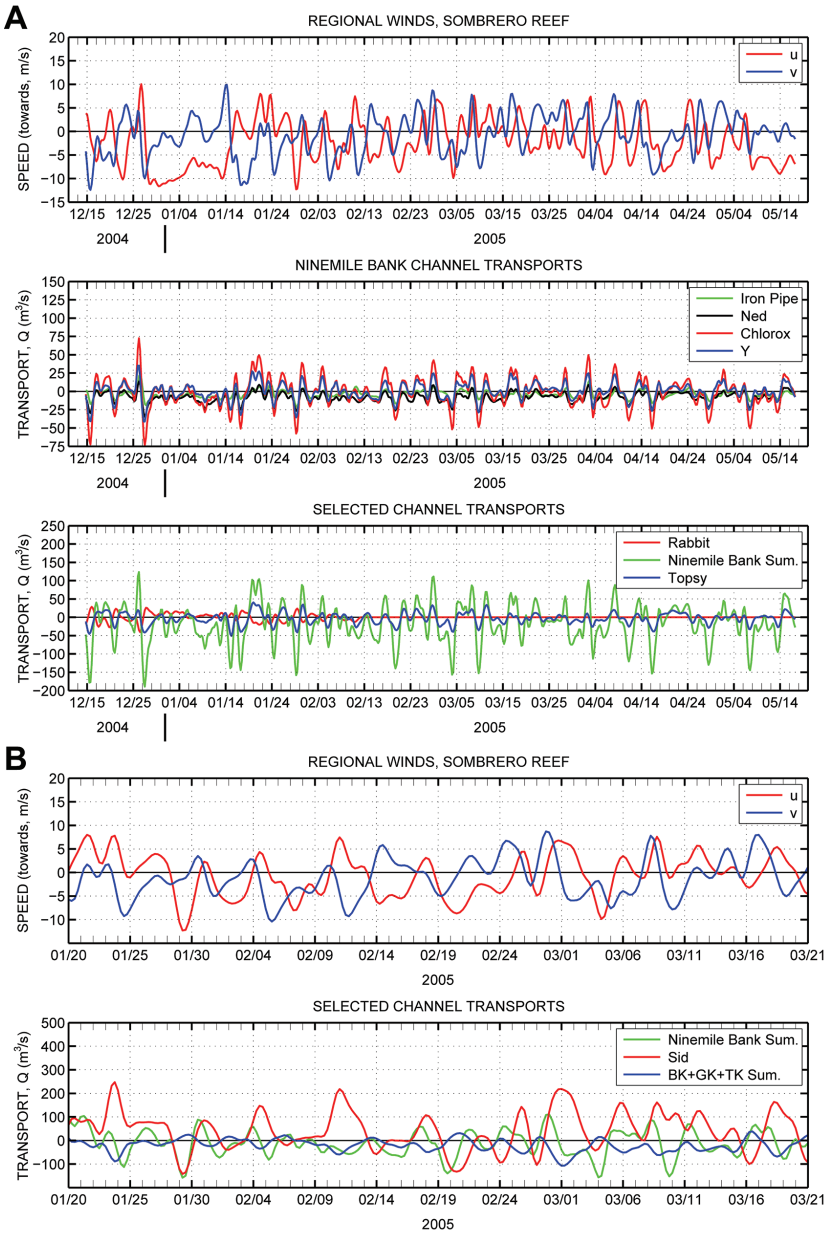 A
REGIONAL WINDS, SOMBRERO REEF
SPEED (towards, m/s)
20
15
10
5
0
−5
−10
−15
u
v
12/15 12/25 01/04 01/14 01/24 02/03 02/13 02/23 03/05 03/15 03/25 04/04 04/14 04/24 05/04 05/14
2004 2005
NINEMILE BANK CHANNEL TRANSPORTS
TRANSPORT, Q (m³/s)
150
125
100
75
50
25
0
−25
−50
−75
Iron Pipe
Ned
Chlorox
Y
12/15 12/25 01/04 01/14 01/24 02/03 02/13 02/23 03/05 03/15 03/25 04/04 04/14 04/24 05/04 05/14
2004 2005
SELECTED CHANNEL TRANSPORTS
TRANSPORT, Q (m³/s)
250
200
150
100
50
0
−50
−100
−150
−200
Rabbit
Ninemile Bank Sum.
Topsy
12/15 12/25 01/04 01/14 01/24 02/03 02/13 02/23 03/05 03/15 03/25 04/04 04/14 04/24 05/04 05/14
2004 2005
B
REGIONAL WINDS, SOMBRERO REEF
SPEED (towards, m/s)
20
15
10
5
0
−5
−10
u
v
01/20 01/25 01/30 02/04 02/09 02/14 02/19 02/24 03/01 03/06 03/11 03/16 03/21
2005
SELECTED CHANNEL TRANSPORTS
TRANSPORT, Q (m³/s)
500
400
300
200
100
0
−100
Ninemile Bank Sum.
Sid
BK+GK+TK Sum.
01/20 01/25 01/30 02/04 02/09 02/14 02/19 02/24 03/01 03/06 03/11 03/16 03/21
2005